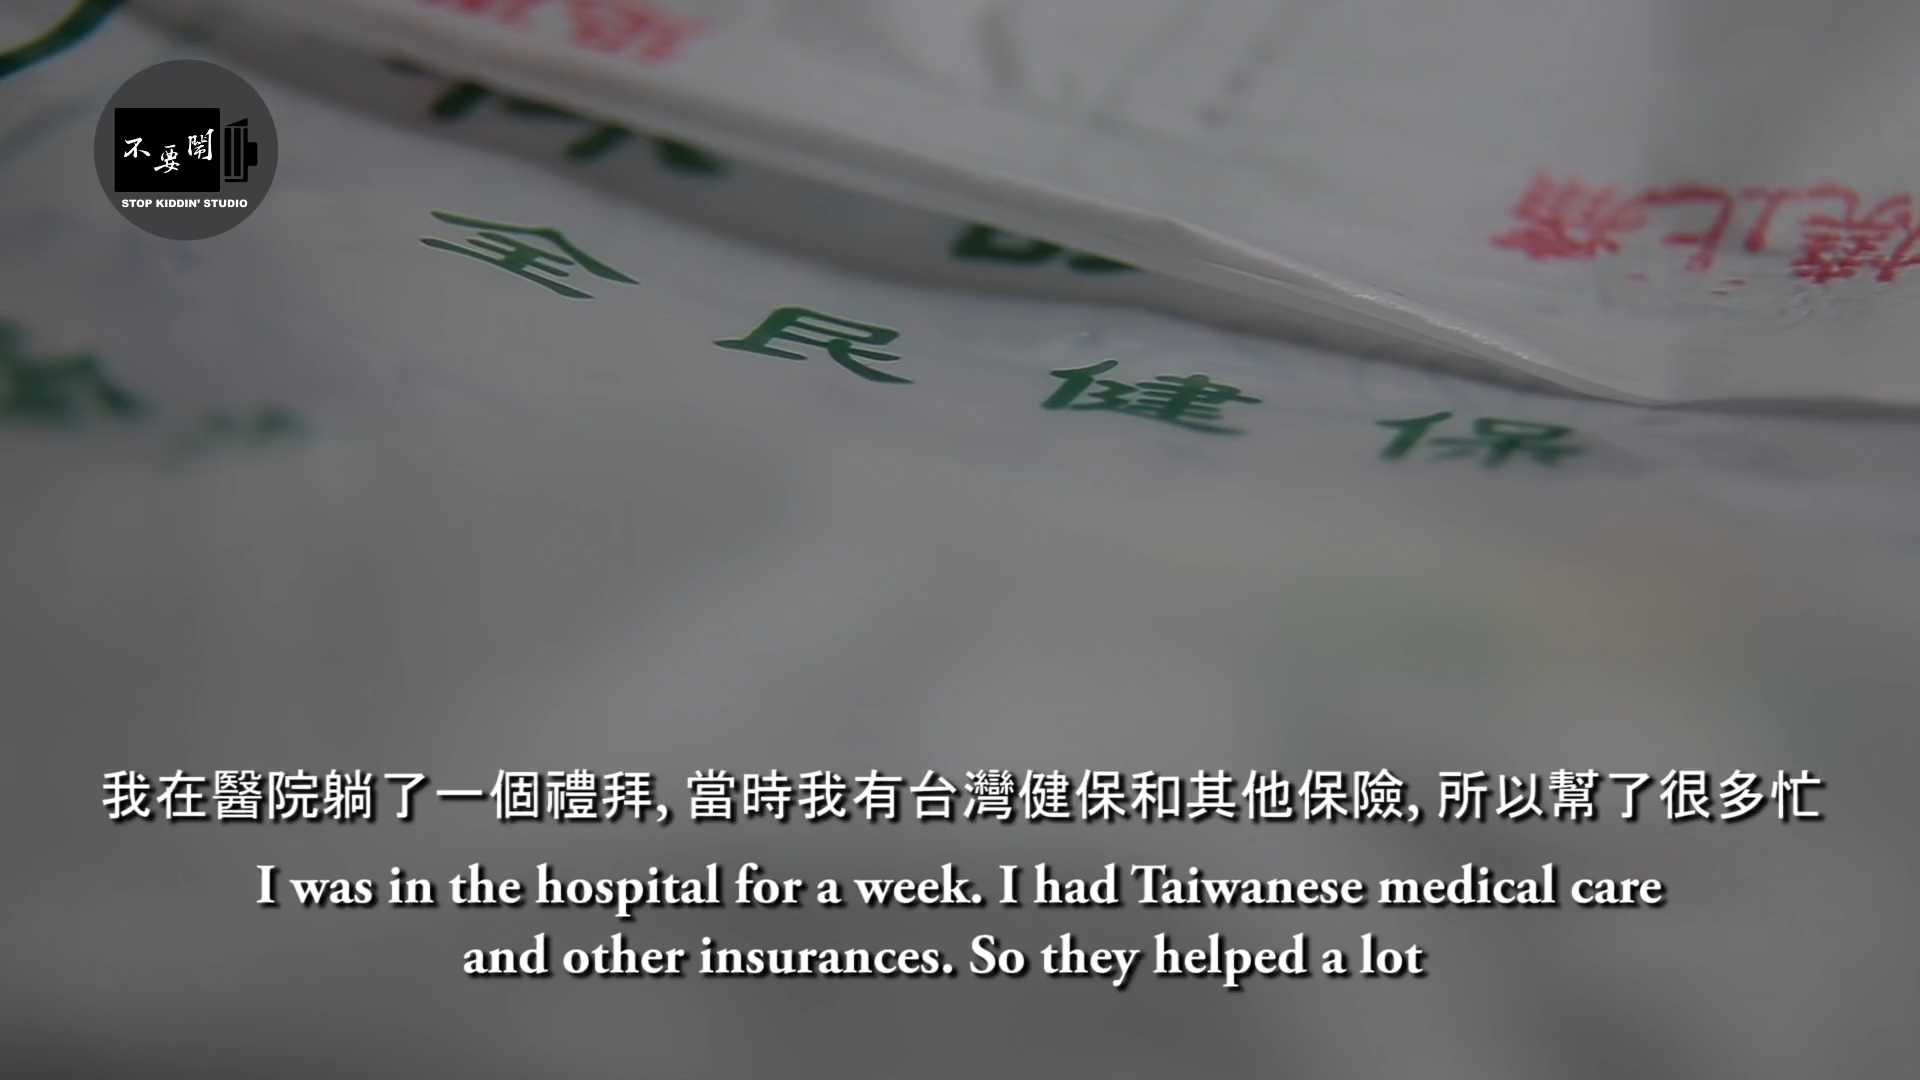 不要鬧
STOP KIDDIN' STUDIO
全民健保
我在醫院躺了一個禮拜, 當時我有台灣健保和其他保險, 所以幫了很多忙
I was in the hospital for a week. I had Taiwanese medical care
and other insurances. So they helped a lot